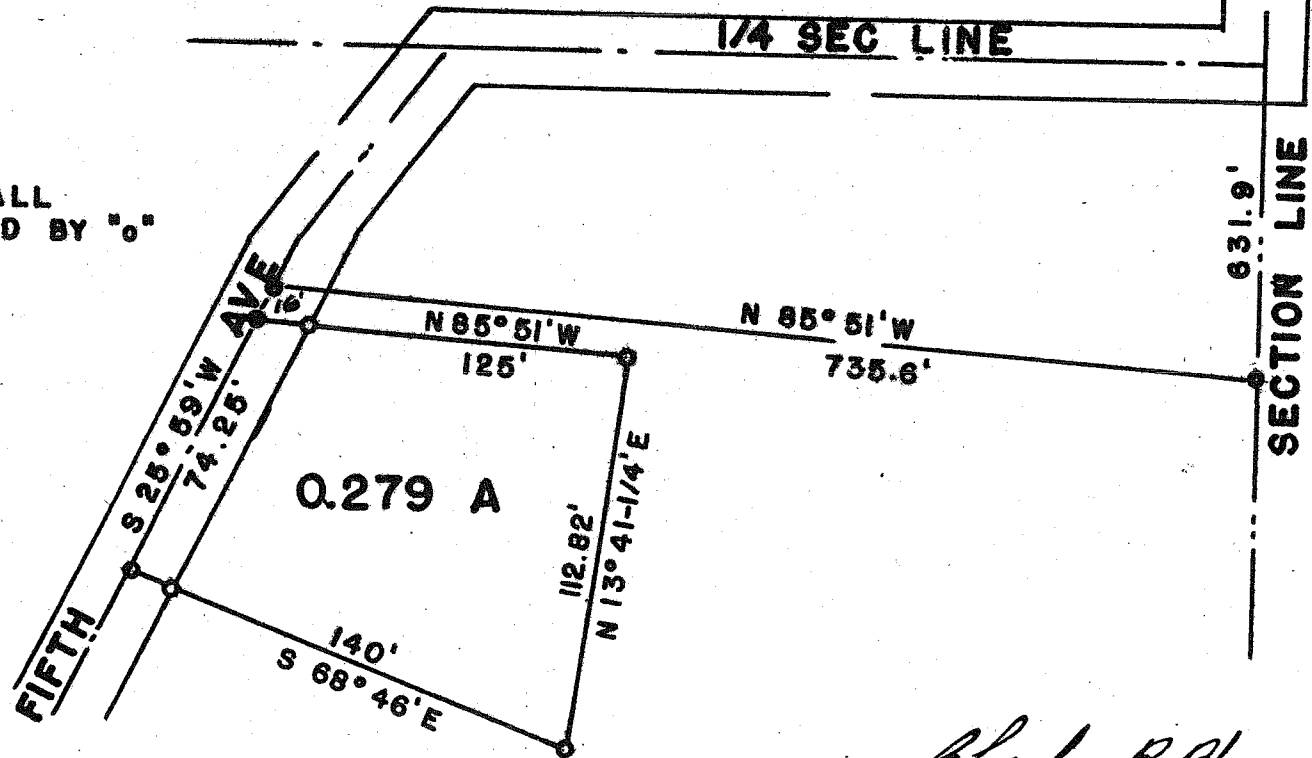 1/4 SEC LINE
ALL
D BY "o"
631.9'
SECTION LINE
FIFTH AVE
16'
N 85° 51' W
125'
N 85° 51' W
735.6'
S 25° 59' W
74.25'
0.279 A
112.82'
N 13° 41-1/4' E
140'
S 68° 46' E